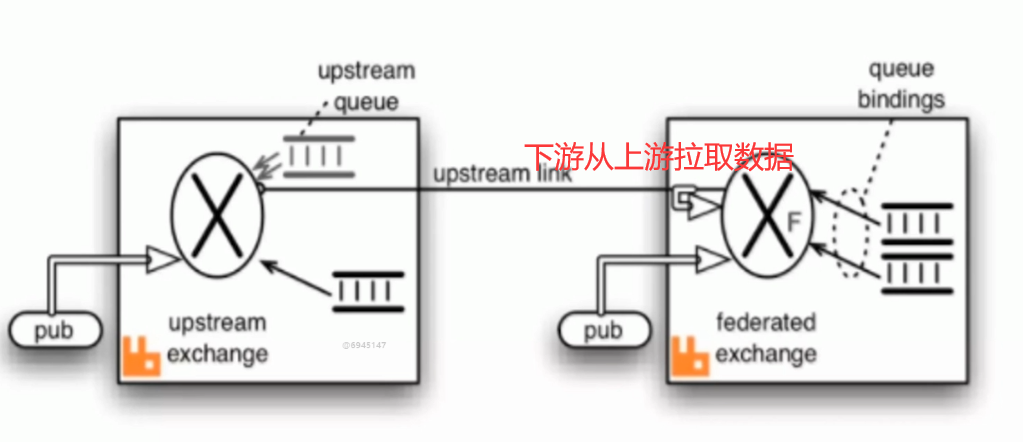 upstream
queue
queue
bindings
下游从上游拉取数据
upstream link
F
pub
upstream
exchange
@6945147
pub
federated
exchange